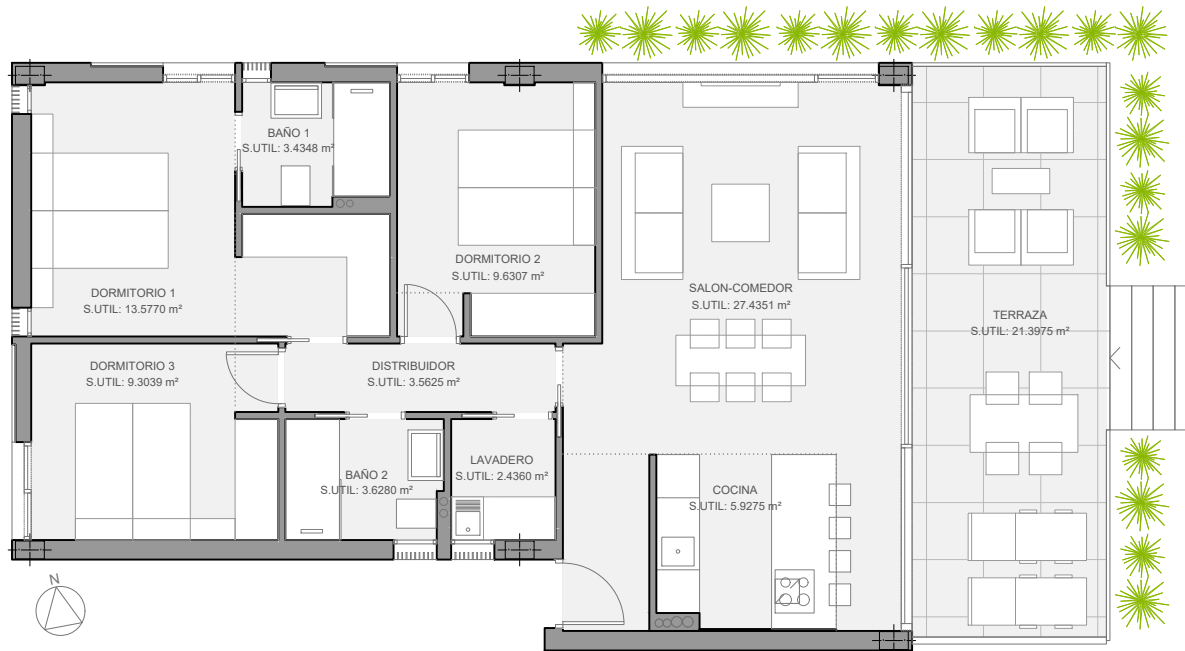 BAÑO 1
S.UTIL: 3.4348 m²
DORMITORIO 2
S.UTIL: 9.6307 m²
DORMITORIO 1
S.UTIL: 13.5770 m²
SALON-COMEDOR
S.UTIL: 27.4351 m²
TERRAZA
S.UTIL: 21.3975 m²
DORMITORIO 3
S.UTIL: 9.3039 m²
DISTRIBUIDOR
S.UTIL: 3.5625 m²
BAÑO 2
S.UTIL: 3.6280 m²
LAVADERO
S.UTIL: 2.4360 m²
COCINA
S.UTIL: 5.9275 m²
N